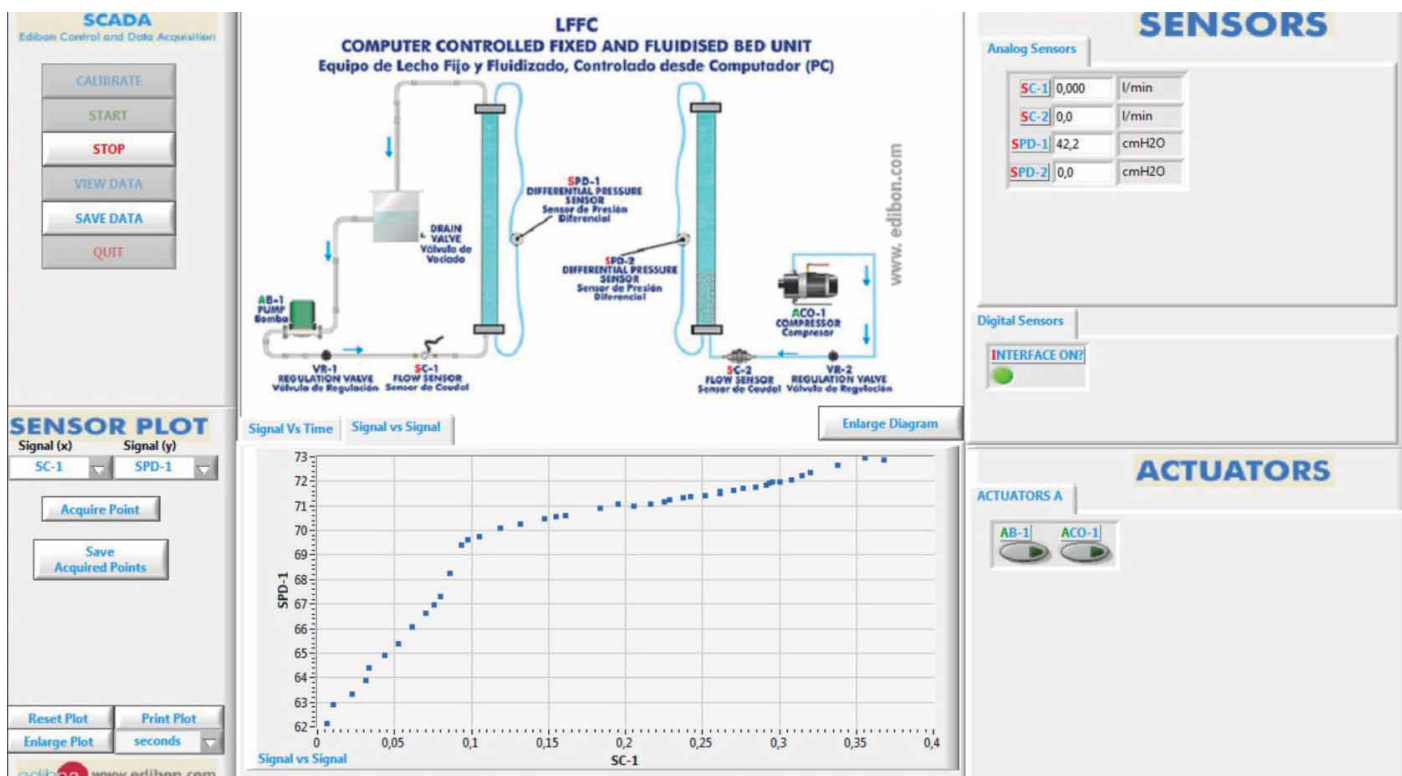 SCADA
Edibon Control and Data Acquisition
CALIBRATE
START
STOP
VIEW DATA
SAVE DATA
QUIT
LFFC
COMPUTER CONTROLLED FIXED AND FLUIDISED BED UNIT
Equipo de Lecho Fijo y Fluidizado, Controlado desde Computador (PC)
SPD-1
DIFFERENTIAL PRESSURE
SENSOR
Sensor de Presión
Diferencial
DRAIN
VALVE
Válvula de
Vaciado
SPD-2
DIFFERENTIAL PRESSURE
SENSOR
Sensor de Presión
Diferencial
AB-1
PUMP
Bomba
ACO-1
COMPRESSOR
Compresor
VR-1
REGULATION VALVE
Válvula de Regulación
SC-1
FLOW SENSOR
Sensor de Caudal
SC-2
FLOW SENSOR
Sensor de Caudal
VR-2
REGULATION VALVE
Válvula de Regulación
www. edibon.com
SENSORS
Analog Sensors
SC-1 0,000 l/min
SC-2 0,0 l/min
SPD-1 42,2 cmH2O
SPD-2 0,0 cmH2O
Digital Sensors
INTERFACE ON?
SENSOR PLOT
Signal (x) Signal (y)
SC-1 SPD-1
Acquire Point
Save
Acquired Points
Reset Plot Print Plot
Enlarge Plot seconds
www.edibon.com
Signal Vs Time Signal vs Signal
Enlarge Diagram
73
72
71
70
69
68
67
66
65
64
63
62
SPD-1
0 0,05 0,1 0,15 0,2 0,25 0,3 0,35 0,4
Signal vs Signal
SC-1
ACTUATORS
ACTUATORS A
AB-1 ACO-1